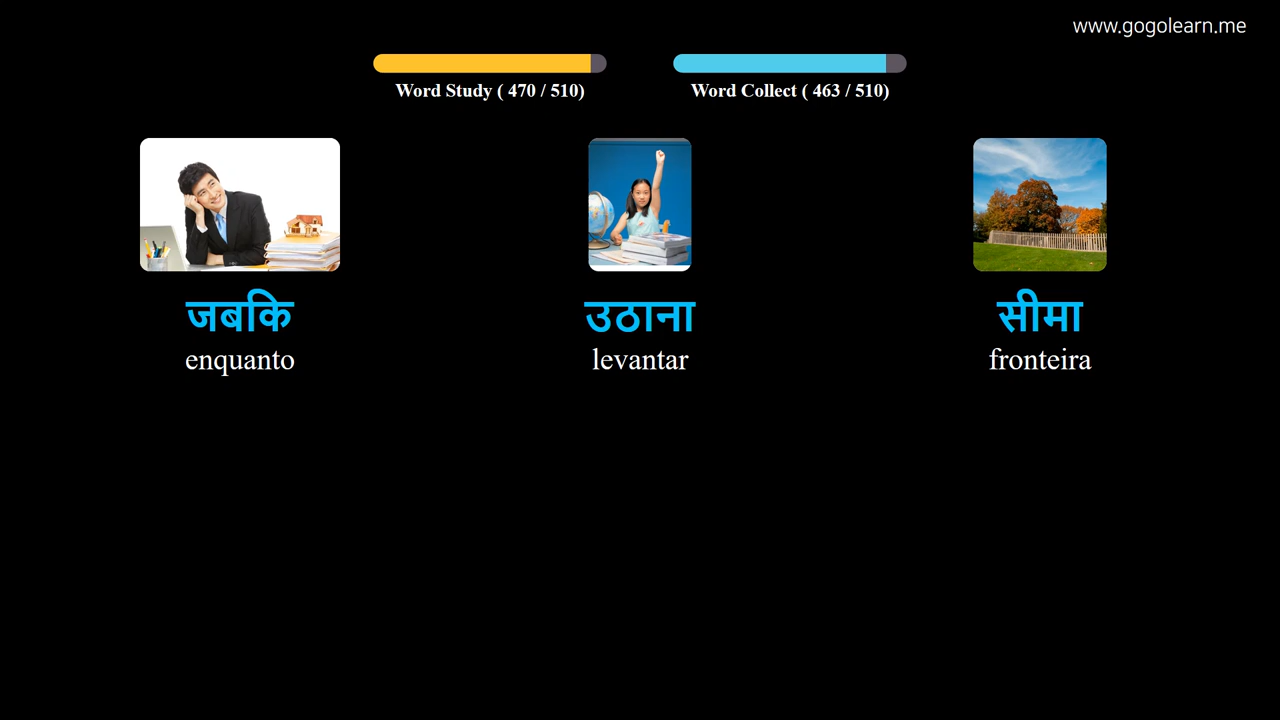 www.gogolearn.me
Word Study ( 470 / 510)
Word Collect ( 463 / 510)
जबकि
enquanto
उठाना
levantar
सीमा
fronteira